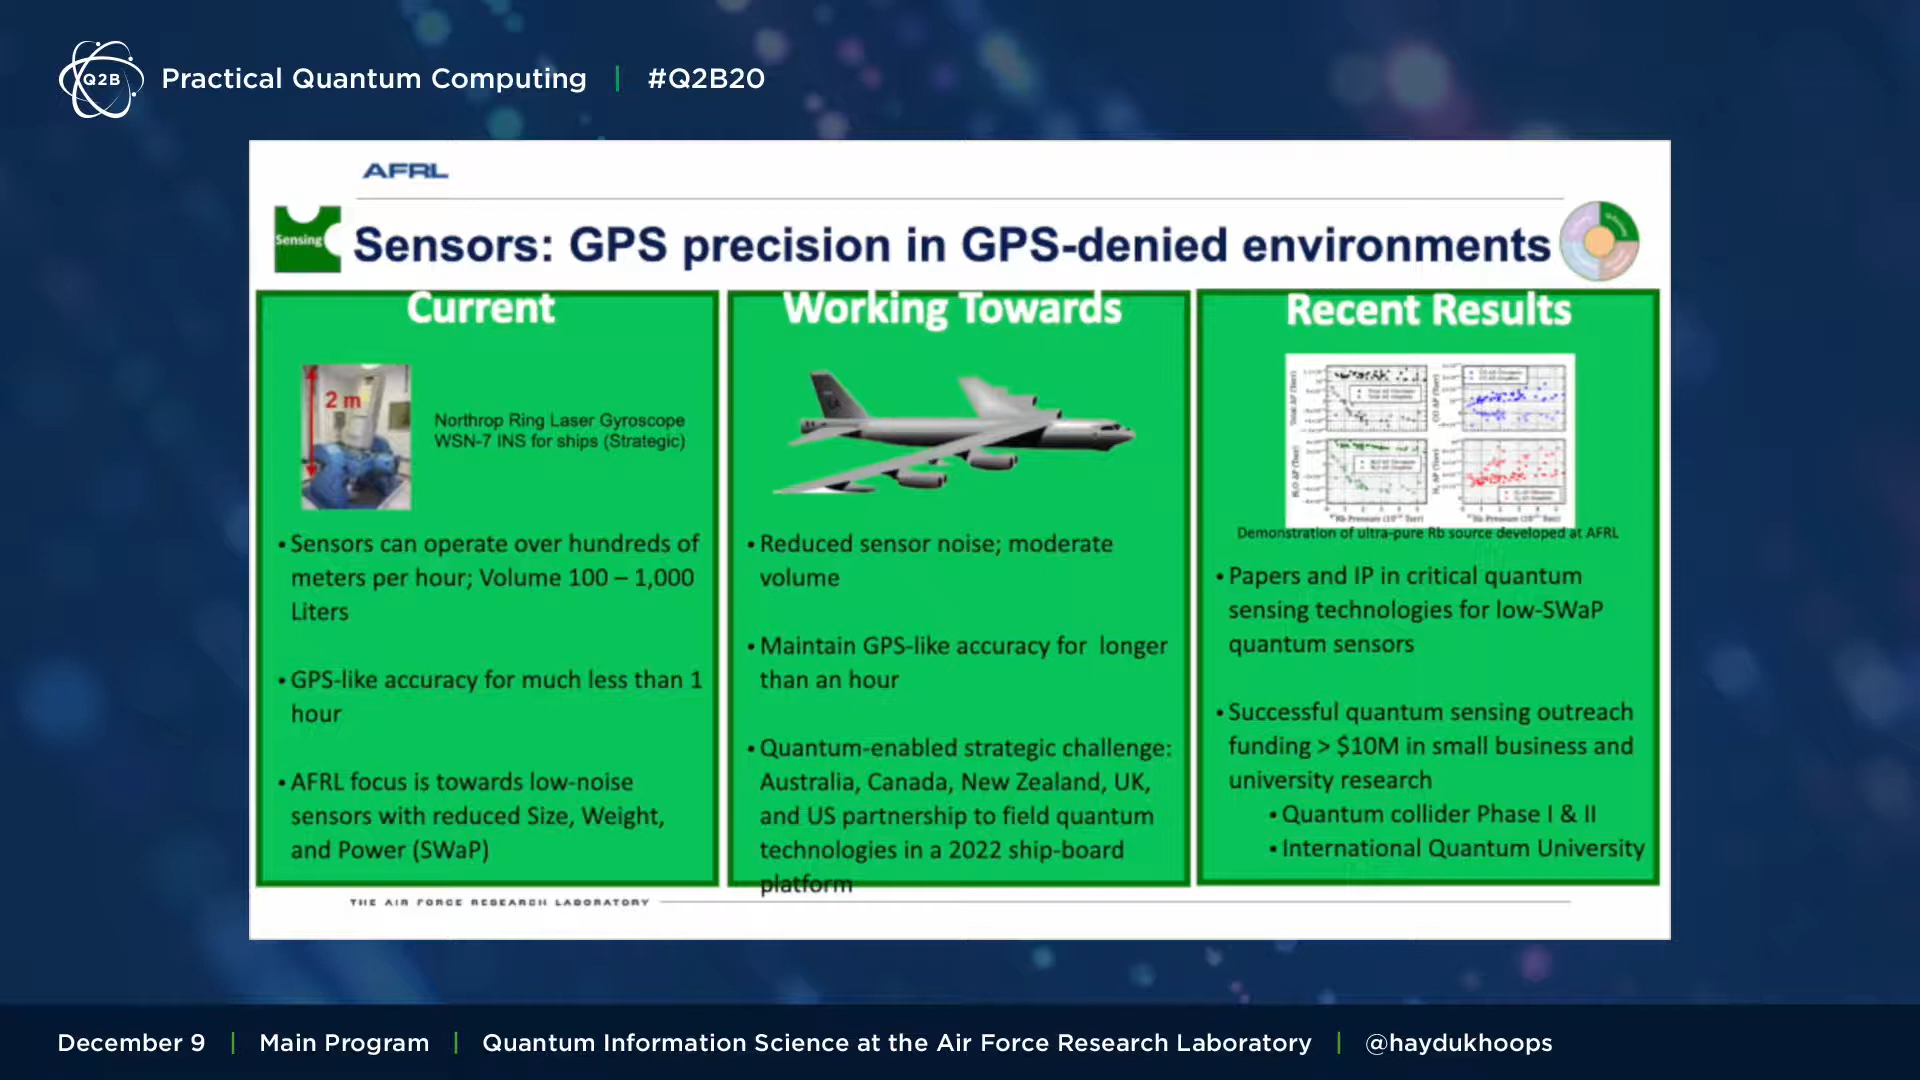 Q2B
Practical Quantum Computing | #Q2B20
AFRL
Sensing
Sensors: GPS precision in GPS-denied environments
Current
2 m
Northrop Ring Laser Gyroscope
WSN-7 INS for ships (Strategic)
• Sensors can operate over hundreds of
meters per hour; Volume 100 – 1,000
Liters
• GPS-like accuracy for much less than 1
hour
• AFRL focus is towards low-noise
sensors with reduced Size, Weight,
and Power (SWaP)
Working Towards
• Reduced sensor noise; moderate
volume
• Maintain GPS-like accuracy for longer
than an hour
• Quantum-enabled strategic challenge:
Australia, Canada, New Zealand, UK,
and US partnership to field quantum
technologies in a 2022 ship-board
platform
Recent Results
Demonstration of ultra-pure Rb source developed at AFRL
• Papers and IP in critical quantum
sensing technologies for low-SWaP
quantum sensors
• Successful quantum sensing outreach
funding > $10M in small business and
university research
• Quantum collider Phase I & II
• International Quantum University
THE AIR FORCE RESEARCH LABORATORY
December 9 | Main Program | Quantum Information Science at the Air Force Research Laboratory | @haydukhoops